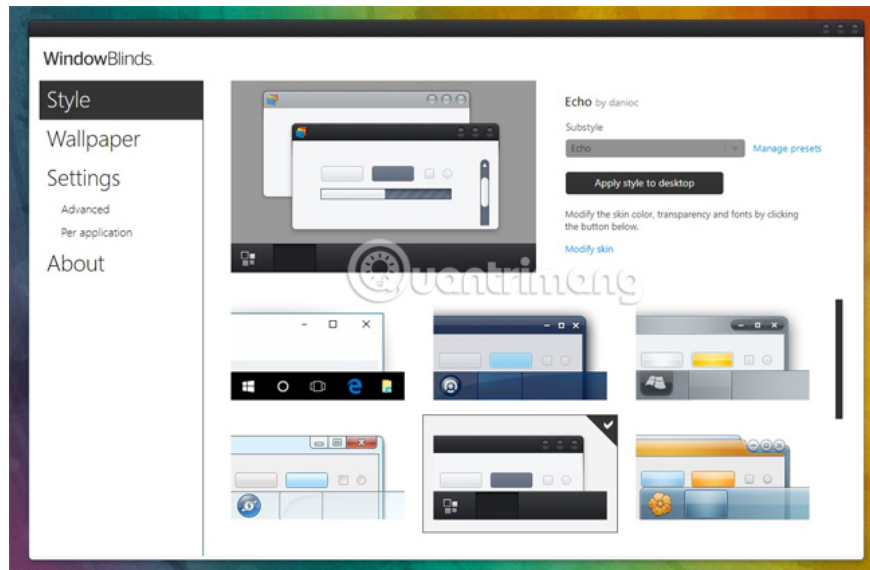 WindowBlinds.
Style
Wallpaper
Settings
Advanced
Per application
About
Echo by danioc
Substyle
Echo
Manage presets
Apply style to desktop
Modify the skin color, transparency and fonts by clicking
the button below.
Modify skin
Quantrimang